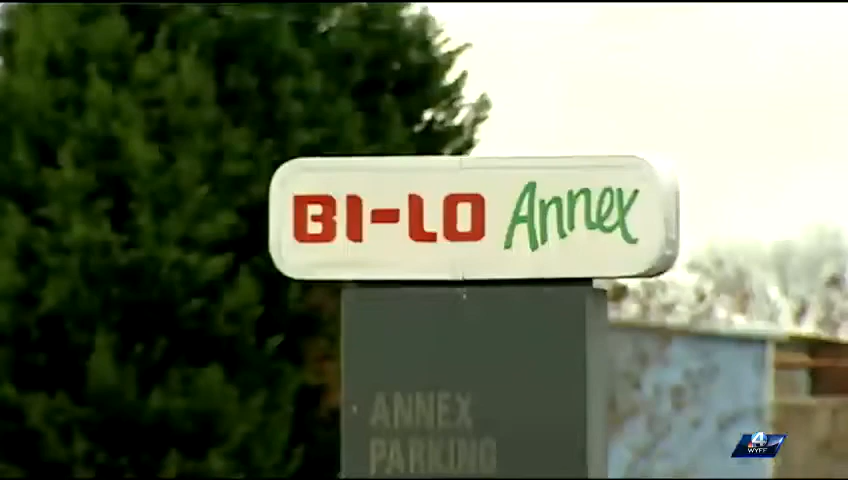 BI-LO Annex
ANNEX
PARKING
4
WYFF